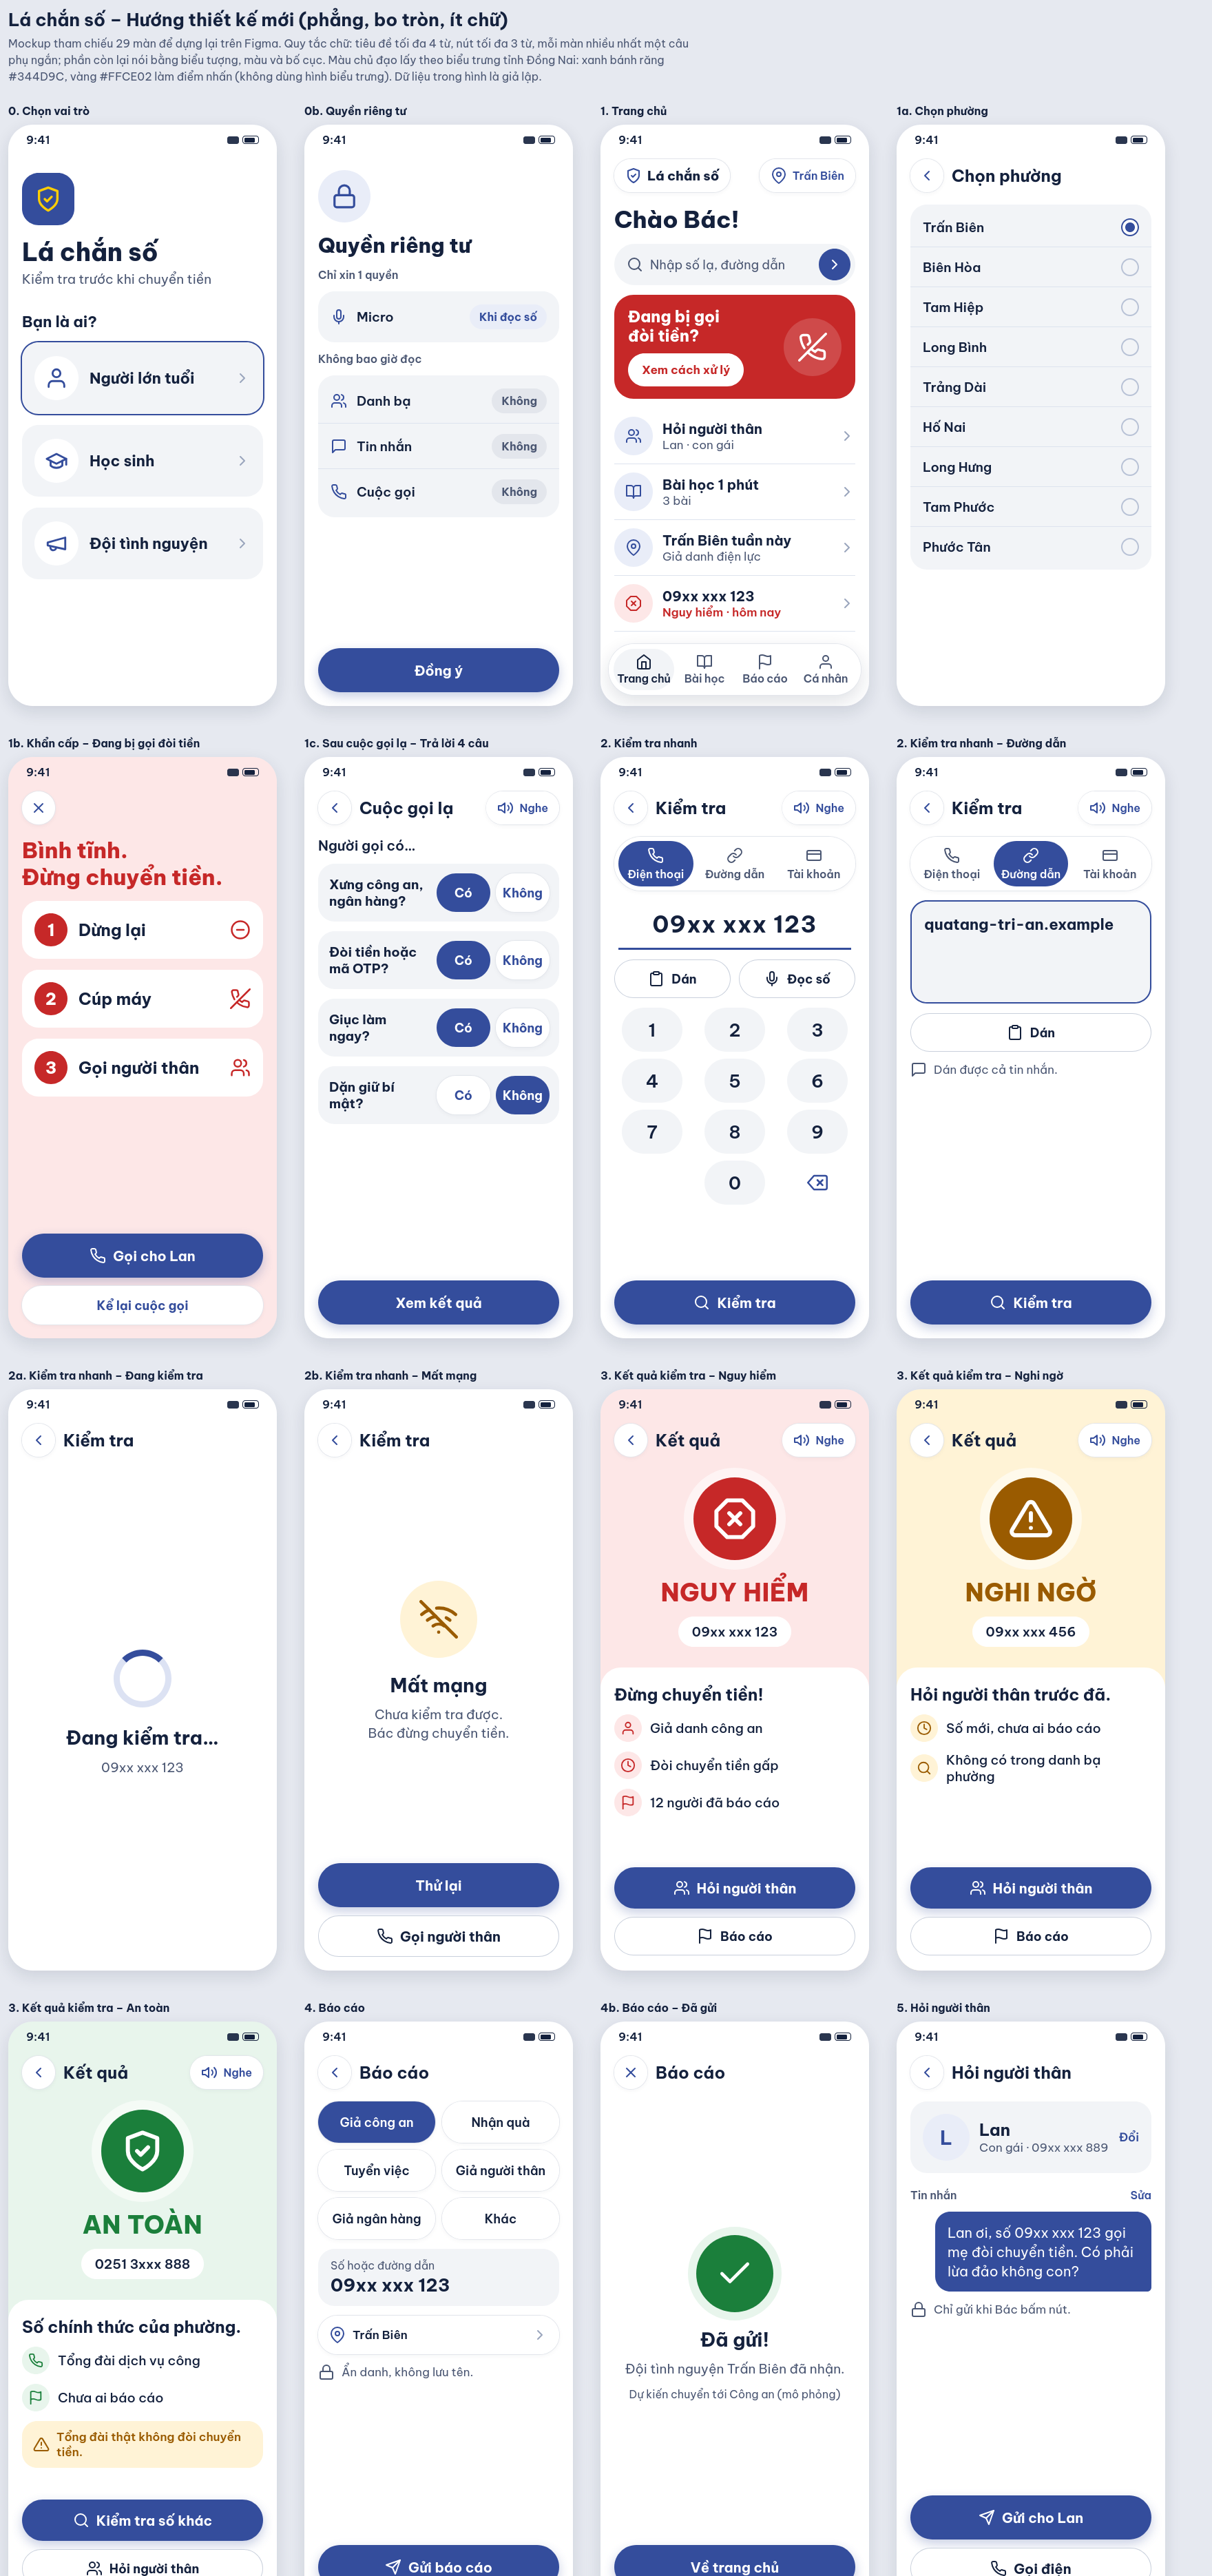 Lá chắn số – Hướng thiết kế mới (phẳng, bo tròn, ít chữ)
Mockup tham chiếu 29 màn để dựng lại trên Figma. Quy tắc chữ: tiêu đề tối đa 4 từ, nút tối đa 3 từ, mỗi màn nhiều nhất một câu
phụ ngắn; phần còn lại nói bằng biểu tượng, màu và bố cục. Màu chủ đạo lấy theo biểu trưng tỉnh Đồng Nai: xanh bánh răng
#344D9C, vàng #FFCE02 làm điểm nhấn (không dùng hình biểu trưng). Dữ liệu trong hình là giả lập.
0. Chọn vai trò
9:41
Lá chắn số
Kiểm tra trước khi chuyển tiền
Bạn là ai?
Người lớn tuổi
Học sinh
Đội tình nguyện
0b. Quyền riêng tư
9:41
Quyền riêng tư
Chỉ xin 1 quyền
Micro
Khi đọc số
Không bao giờ đọc
Danh bạ
Không
Tin nhắn
Không
Cuộc gọi
Không
Đồng ý
1. Trang chủ
9:41
Lá chắn số
Trấn Biên
Chào Bác!
Nhập số lạ, đường dẫn
Đang bị gọi
đòi tiền?
Xem cách xử lý
Hỏi người thân
Lan · con gái
Bài học 1 phút
3 bài
Trấn Biên tuần này
Giả danh điện lực
09xx xxx 123
Nguy hiểm · hôm nay
Trang chủ
Bài học
Báo cáo
Cá nhân
1a. Chọn phường
9:41
Chọn phường
Trấn Biên
Biên Hòa
Tam Hiệp
Long Bình
Trảng Dài
Hố Nai
Long Hưng
Tam Phước
Phước Tân
1b. Khẩn cấp – Đang bị gọi đòi tiền
9:41
Bình tĩnh.
Đừng chuyển tiền.
1 Dừng lại
2 Cúp máy
3 Gọi người thân
Gọi cho Lan
Kể lại cuộc gọi
1c. Sau cuộc gọi lạ – Trả lời 4 câu
9:41
Cuộc gọi lạ
Nghe
Người gọi có...
Xưng công an,
ngân hàng?
Có
Không
Đòi tiền hoặc
mã OTP?
Có
Không
Giục làm
ngay?
Có
Không
Dặn giữ bí
mật?
Có
Không
Xem kết quả
2. Kiểm tra nhanh
9:41
Kiểm tra
Nghe
Điện thoại
Đường dẫn
Tài khoản
09xx xxx 123
Dán
Đọc số
1 2 3
4 5 6
7 8 9
0
Kiểm tra
2. Kiểm tra nhanh – Đường dẫn
9:41
Kiểm tra
Nghe
Điện thoại
Đường dẫn
Tài khoản
quatang-tri-an.example
Dán
Dán được cả tin nhắn.
Kiểm tra
2a. Kiểm tra nhanh – Đang kiểm tra
9:41
Kiểm tra
Đang kiểm tra...
09xx xxx 123
2b. Kiểm tra nhanh – Mất mạng
9:41
Kiểm tra
Mất mạng
Chưa kiểm tra được.
Bác đừng chuyển tiền.
Thử lại
Gọi người thân
3. Kết quả kiểm tra – Nguy hiểm
9:41
Kết quả
Nghe
NGUY HIỂM
09xx xxx 123
Đừng chuyển tiền!
Giả danh công an
Đòi chuyển tiền gấp
12 người đã báo cáo
Hỏi người thân
Báo cáo
3. Kết quả kiểm tra – Nghi ngờ
9:41
Kết quả
Nghe
NGHI NGỜ
09xx xxx 456
Hỏi người thân trước đã.
Số mới, chưa ai báo cáo
Không có trong danh bạ
phường
Hỏi người thân
Báo cáo
3. Kết quả kiểm tra – An toàn
9:41
Kết quả
Nghe
AN TOÀN
0251 3xxx 888
Số chính thức của phường.
Tổng đài dịch vụ công
Chưa ai báo cáo
Tổng đài thật không đòi chuyển
tiền.
Kiểm tra số khác
Hỏi người thân
4. Báo cáo
9:41
Báo cáo
Giả công an
Nhận quà
Tuyển việc
Giả người thân
Giả ngân hàng
Khác
Số hoặc đường dẫn
09xx xxx 123
Trấn Biên
Ẩn danh, không lưu tên.
Gửi báo cáo
4b. Báo cáo – Đã gửi
9:41
Báo cáo
Đã gửi!
Đội tình nguyện Trấn Biên đã nhận.
Dự kiến chuyển tới Công an (mô phỏng)
Về trang chủ
5. Hỏi người thân
9:41
Hỏi người thân
L
Lan
Con gái · 09xx xxx 889
Đổi
Tin nhắn
Sửa
Lan ơi, số 09xx xxx 123 gọi
mẹ đòi chuyển tiền. Có phải
lừa đảo không con?
Chỉ gửi khi Bác bấm nút.
Gửi cho Lan
Gọi điện